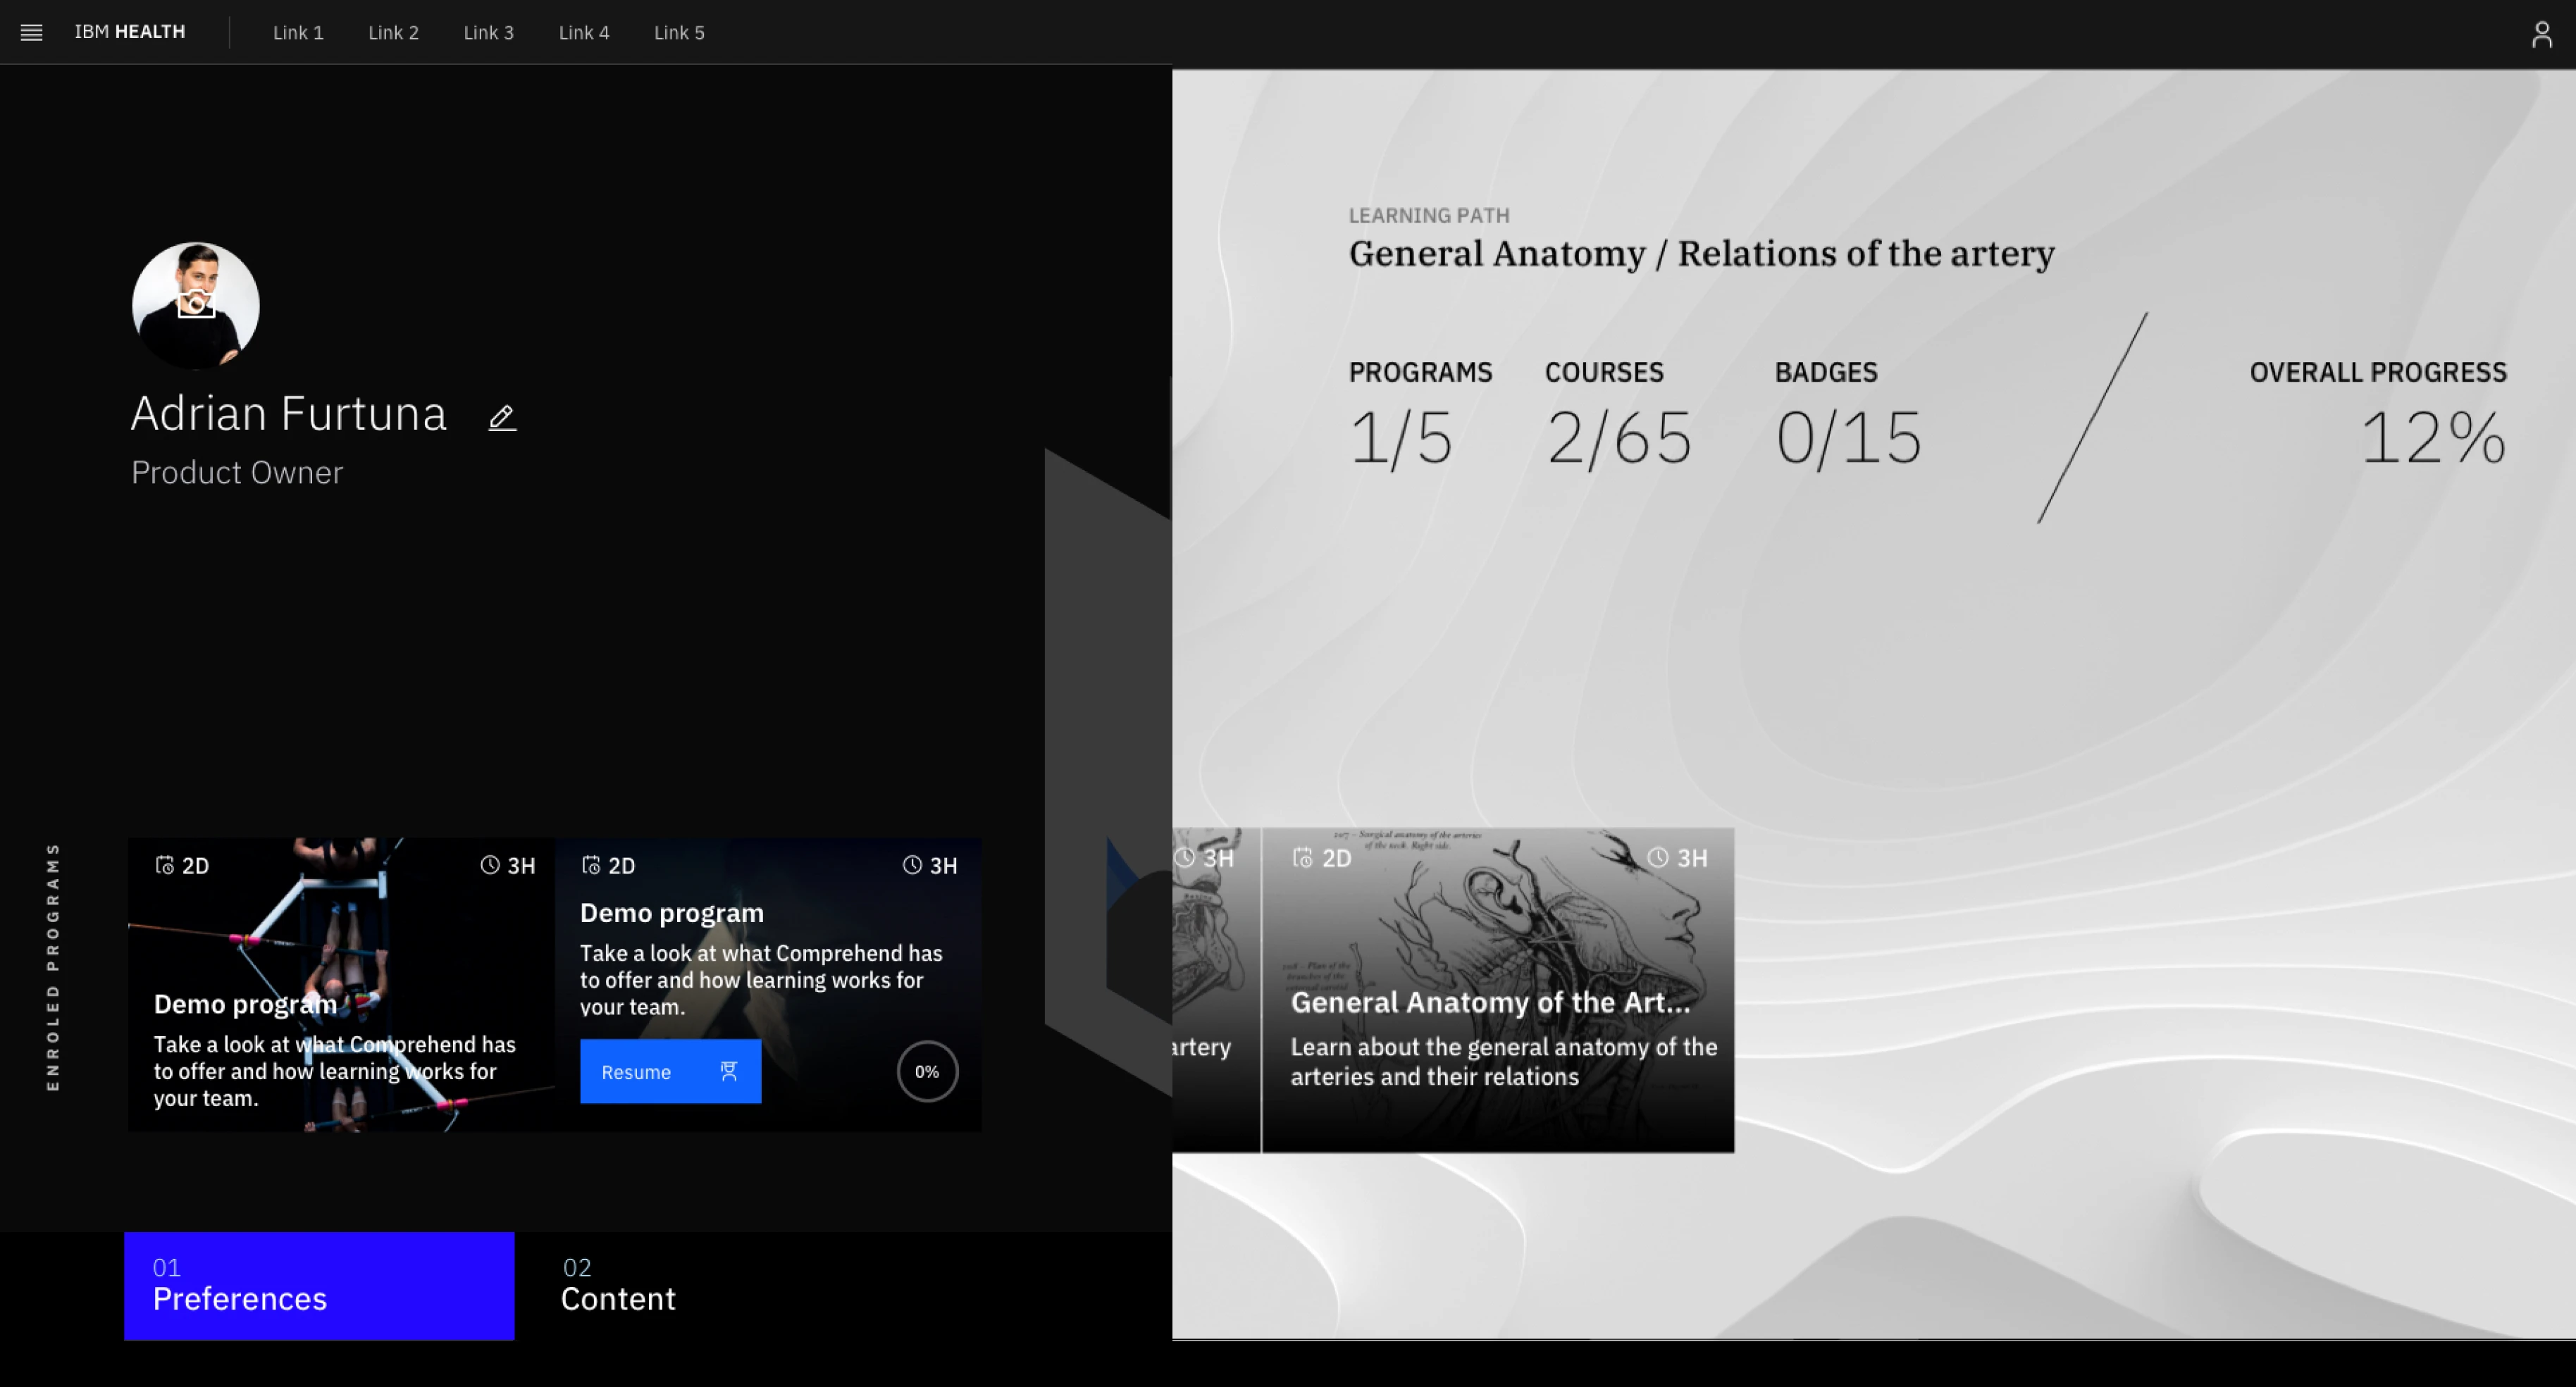 IBM HEALTH
Link 1
Link 2
Link 3
Link 4
Link 5
Adrian Furtuna
Product Owner
LEARNING PATH
General Anatomy / Relations of the artery
PROGRAMS
1/5
COURSES
2/65
BADGES
0/15
OVERALL PROGRESS
12%
ENROLED PROGRAMS
2D
3H
Demo program
Take a look at what Comprehend has
to offer and how learning works for
your team.
2D
3H
Demo program
Take a look at what Comprehend has
to offer and how learning works for
your team.
Resume
0%
3H
artery
of the neck. Right side.
2D
3H
General Anatomy of the Art...
Learn about the general anatomy of the
arteries and their relations
01
Preferences
02
Content